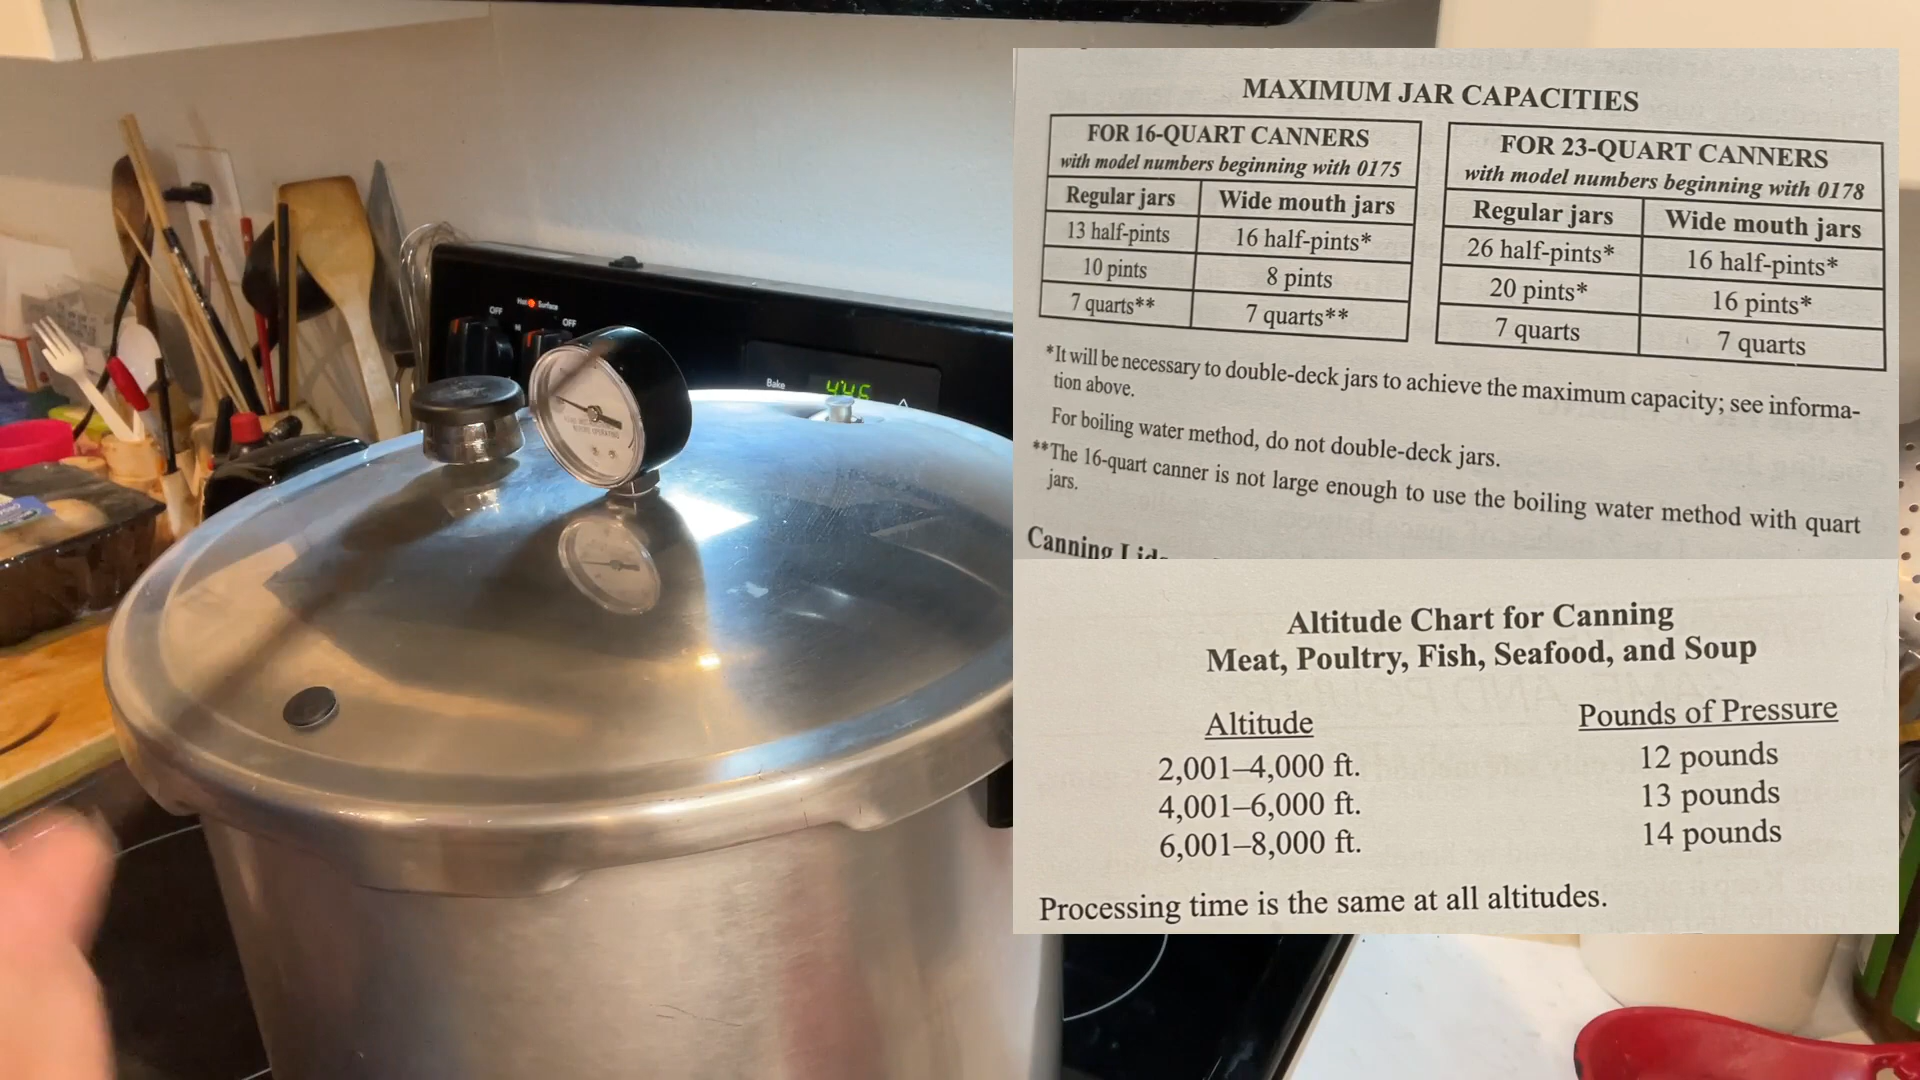 Hot Surface
OFF
HI
OFF
Bake
BEFORE OPERATING
MAXIMUM JAR CAPACITIES
FOR 16-QUART CANNERS
with model numbers beginning with 0175
Regular jars Wide mouth jars
13 half-pints 16 half-pints*
10 pints 8 pints
7 quarts** 7 quarts**
FOR 23-QUART CANNERS
with model numbers beginning with 0178
Regular jars Wide mouth jars
26 half-pints* 16 half-pints*
20 pints* 16 pints*
7 quarts 7 quarts
*It will be necessary to double-deck jars to achieve the maximum capacity; see informa-
tion above.
For boiling water method, do not double-deck jars.
**The 16-quart canner is not large enough to use the boiling water method with quart
jars.
Canning
Altitude Chart for Canning
Meat, Poultry, Fish, Seafood, and Soup
Altitude Pounds of Pressure
2,001–4,000 ft. 12 pounds
4,001–6,000 ft. 13 pounds
6,001–8,000 ft. 14 pounds
Processing time is the same at all altitudes.